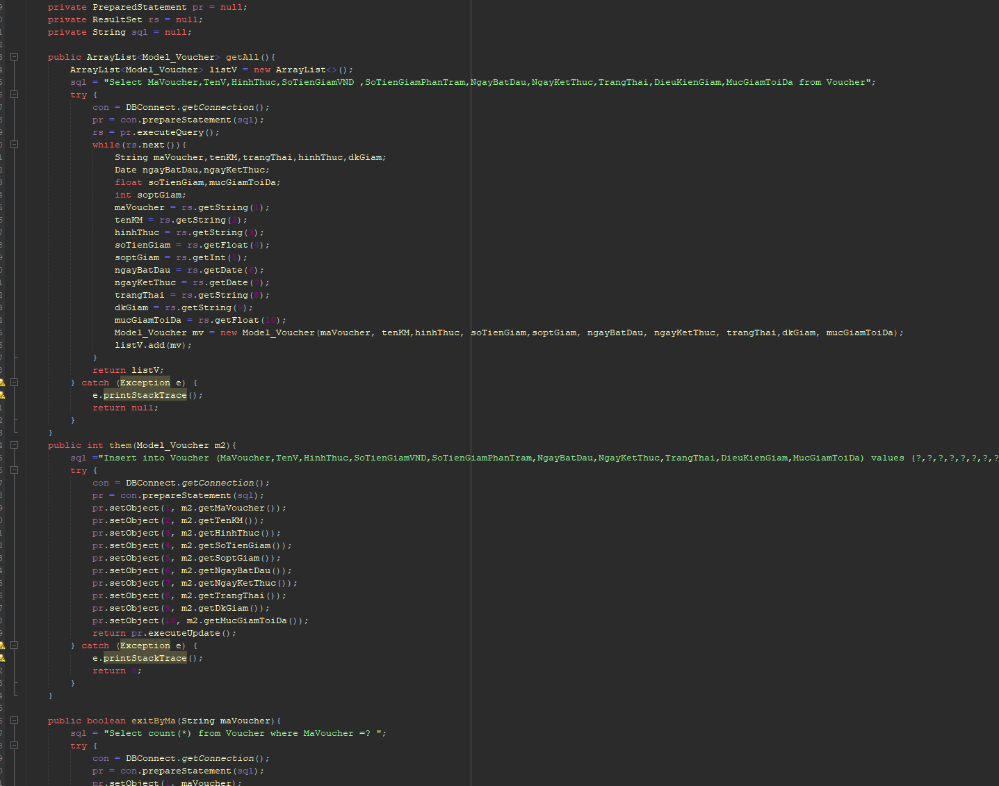 private PreparedStatement pr = null;
private ResultSet rs = null;
private String sql = null;
public ArrayList<Model_Voucher> getAll(){
ArrayList<Model_Voucher> listV = new ArrayList<>();
sql = "Select MaVoucher,TenV,HinhThuc,SoTienGiamVND ,SoTienGiamPhanTram,NgayBatDau,NgayKetThuc,TrangThai,DieuKienGiam,MucGiamToiDa from Voucher";
try {
con = DBConnect.getConnection();
pr = con.prepareStatement(sql);
rs = pr.executeQuery();
while(rs.next()){
String maVoucher,tenKM,trangThai,hinhThuc,dkGiam;
Date ngayBatDau,ngayKetThuc;
float soTienGiam,mucGiamToiDa;
int soptGiam;
maVoucher = rs.getString(1);
tenKM = rs.getString(2);
hinhThuc = rs.getString(3);
soTienGiam = rs.getFloat(4);
soptGiam = rs.getInt(5);
ngayBatDau = rs.getDate(6);
ngayKetThuc = rs.getDate(7);
trangThai = rs.getString(8);
dkGiam = rs.getString(9);
mucGiamToiDa = rs.getFloat(10);
Model_Voucher mv = new Model_Voucher(maVoucher, tenKM,hinhThuc, soTienGiam,soptGiam, ngayBatDau, ngayKetThuc, trangThai,dkGiam, mucGiamToiDa);
listV.add(mv);
}
return listV;
} catch (Exception e) {
e.printStackTrace();
return null;
}
}
public int them(Model_Voucher m2){
sql ="Insert into Voucher (MaVoucher,TenV,HinhThuc,SoTienGiamVND,SoTienGiamPhanTram,NgayBatDau,NgayKetThuc,TrangThai,DieuKienGiam,MucGiamToiDa) values (?,?,?,?,?,?,?,?
try {
con = DBConnect.getConnection();
pr = con.prepareStatement(sql);
pr.setObject(1, m2.getMaVoucher());
pr.setObject(2, m2.getTenKM());
pr.setObject(3, m2.getHinhThuc());
pr.setObject(4, m2.getSoTienGiam());
pr.setObject(5, m2.getSoptGiam());
pr.setObject(6, m2.getNgayBatDau());
pr.setObject(7, m2.getNgayKetThuc());
pr.setObject(8, m2.getTrangThai());
pr.setObject(9, m2.getDkGiam());
pr.setObject(10, m2.getMucGiamToiDa());
return pr.executeUpdate();
} catch (Exception e) {
e.printStackTrace();
return 0;
}
}
public boolean exitByMa(String maVoucher){
sql = "Select count(*) from Voucher where MaVoucher =? ";
try {
con = DBConnect.getConnection();
pr = con.prepareStatement(sql);
pr.setObject(1, maVoucher);